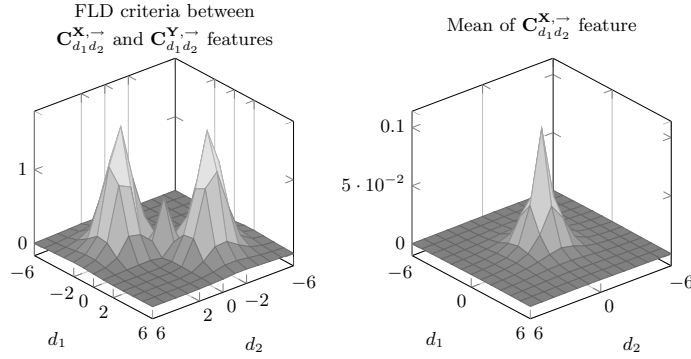 FLD criteria between
C^{X,→}_{d₁d₂} and C^{Y,→}_{d₁d₂} features
1
0
−6
−2
0
2
6
d₁
6
2
0
−2
−6
d₂
Mean of C^{X,→}_{d₁d₂} feature
0.1
5 · 10⁻²
0
−6
0
6
d₁
6
0
−6
d₂